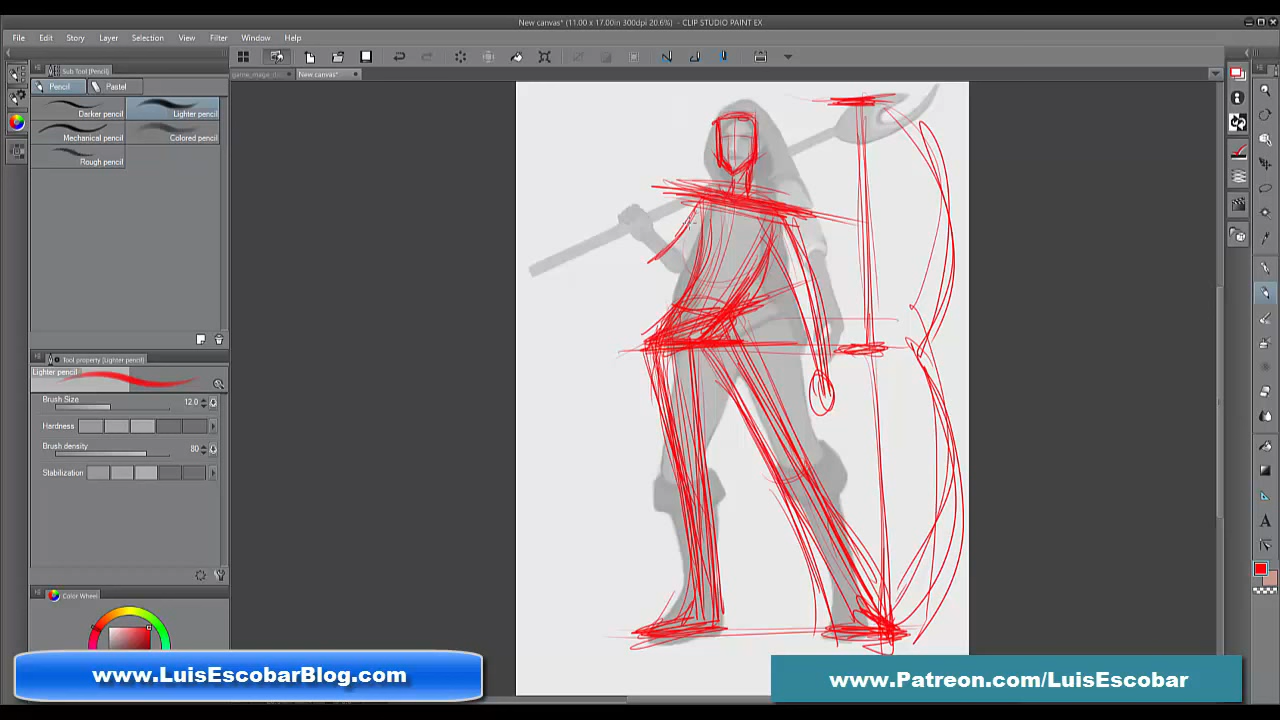 New canvas* (11.00 x 17.00in 300dpi 20.6%) - CLIP STUDIO PAINT EX
File Edit Story Layer Selection View Filter Window Help
Sub Tool [Pencil]
New canvas*
Pencil Pastel
Darker pencil Lighter pencil
Mechanical pencil Colored pencil
Rough pencil
Tool property [Lighter pencil]
Lighter pencil
Brush Size 12.0
Hardness
Brush density 80
Stabilization
Color Wheel
www.LuisEscobarBlog.com
www.Patreon.com/LuisEscobar